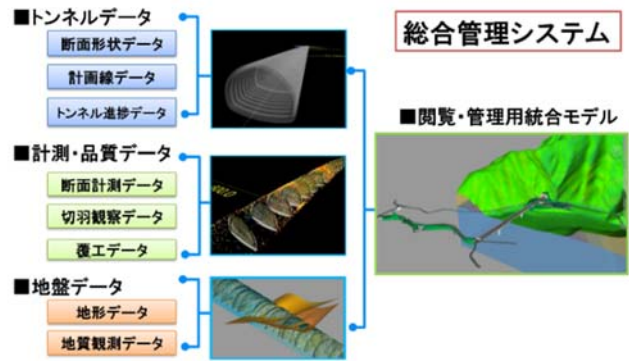 ■トンネルデータ
断面形状データ
計画線データ
トンネル進捗データ
■計測・品質データ
断面計測データ
切羽観察データ
覆工データ
■地盤データ
地形データ
地質観測データ
総合管理システム
■閲覧・管理用統合モデル